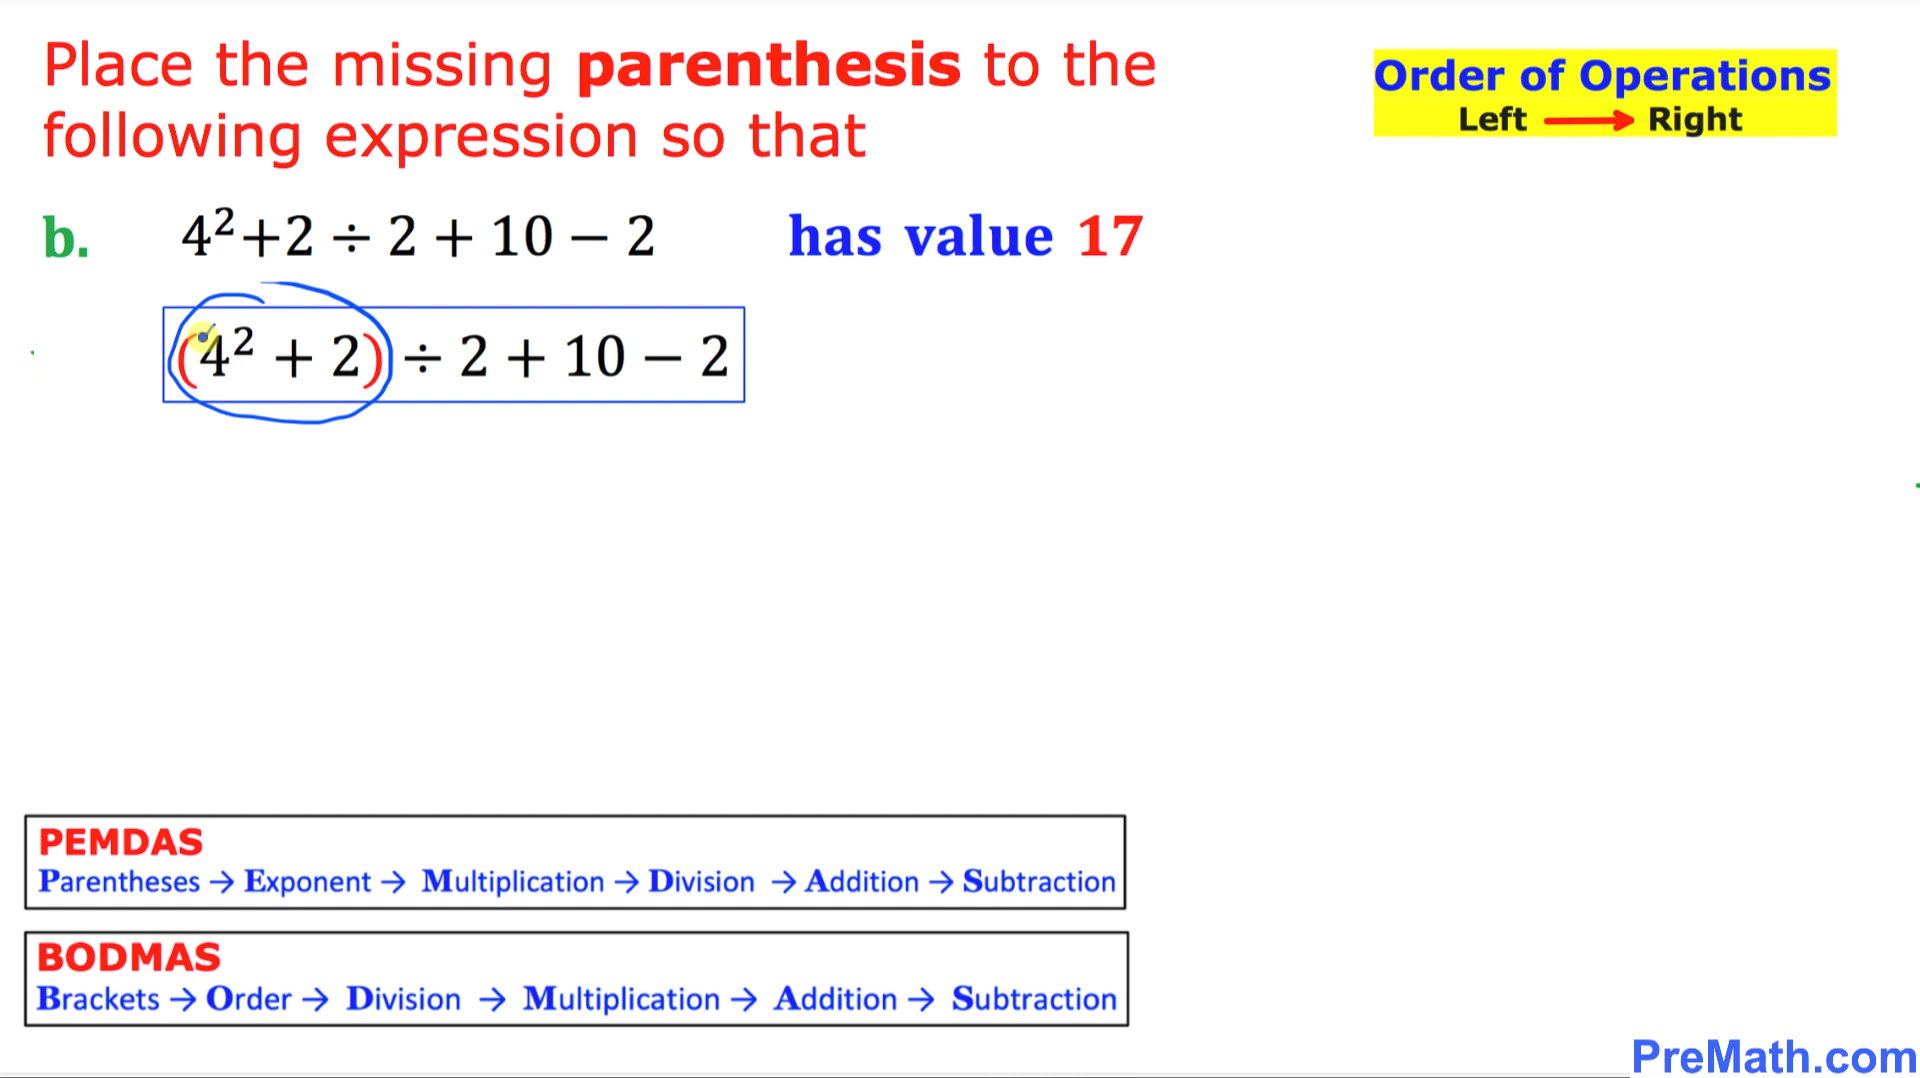 Place the missing parenthesis to the
following expression so that
Order of Operations
Left → Right
b. 4²+2 ÷ 2 + 10 − 2 has value 17
(4² + 2) ÷ 2 + 10 − 2
PEMDAS
Parentheses → Exponent → Multiplication → Division → Addition → Subtraction
BODMAS
Brackets → Order → Division → Multiplication → Addition → Subtraction
PreMath.com